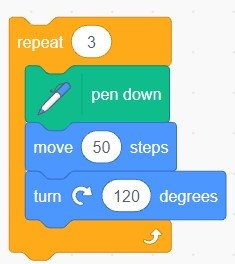 repeat 3
pen down
move 50 steps
turn 120 degrees